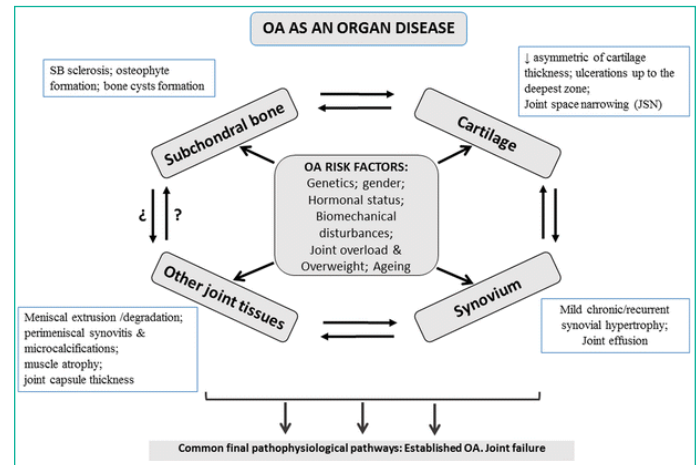 OA AS AN ORGAN DISEASE
SB sclerosis; osteophyte
formation; bone cysts formation
↓ asymmetric of cartilage
thickness; ulcerations up to the
deepest zone;
Joint space narrowing (JSN)
Subchondral bone
Cartilage
OA RISK FACTORS:
Genetics; gender;
Hormonal status;
Biomechanical
disturbances;
Joint overload &
Overweight; Ageing
¿ ?
Other joint tissues
Synovium
Meniscal extrusion /degradation;
perimeniscal synovitis &
microcalcifications;
muscle atrophy;
joint capsule thickness
Mild chronic/recurrent
synovial hypertrophy;
Joint effusion
Common final pathophysiological pathways: Established OA. Joint failure